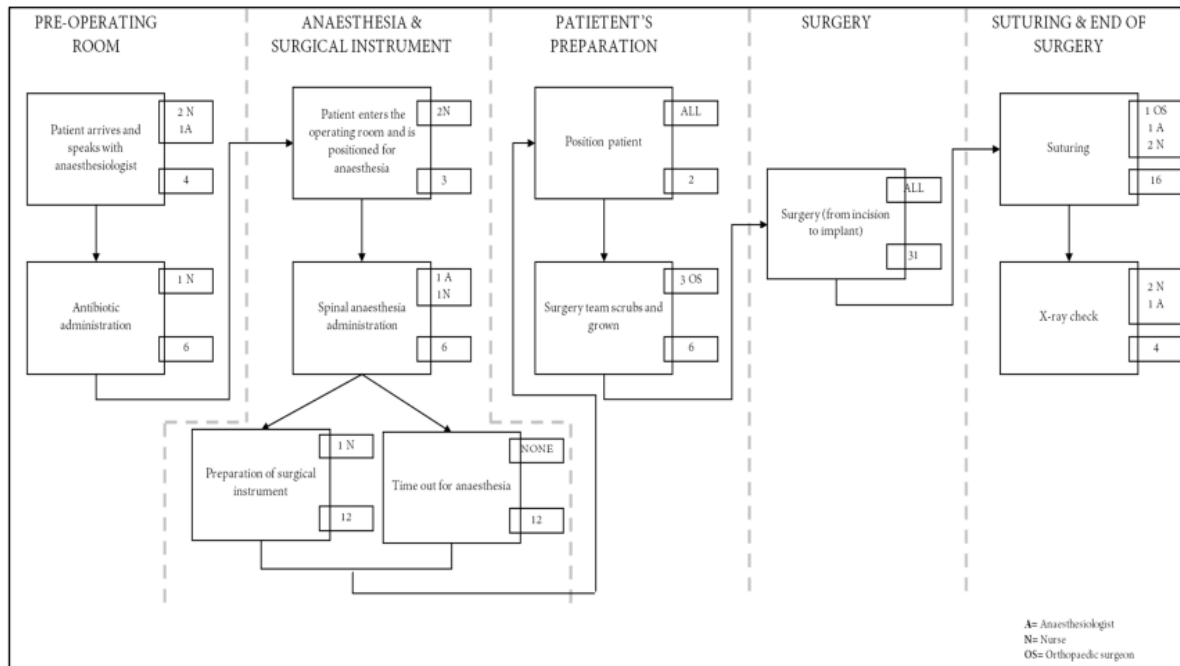 PRE-OPERATING
ROOM
ANAESTHESIA &
SURGICAL INSTRUMENT
PATIETENT'S
PREPARATION
SURGERY
SUTURING & END OF
SURGERY
Patient arrives and
speaks with
anaesthesiologist
2 N
1A
4
Antibiotic
administration
1 N
6
Patient enters the
operating room and is
positioned for
anaesthesia
2N
3
Spinal anaesthesia
administration
1 A
1N
6
Preparation of surgical
instrument
1 N
12
Time out for anaesthesia
NONE
12
Position patient
ALL
2
Surgery team scrubs and
grown
3 OS
6
Surgery (from incision
to implant)
ALL
31
Suturing
1 OS
1 A
2 N
16
X-ray check
2 N
1 A
4
A= Anaesthesiologist
N= Nurse
OS= Orthopaedic surgeon